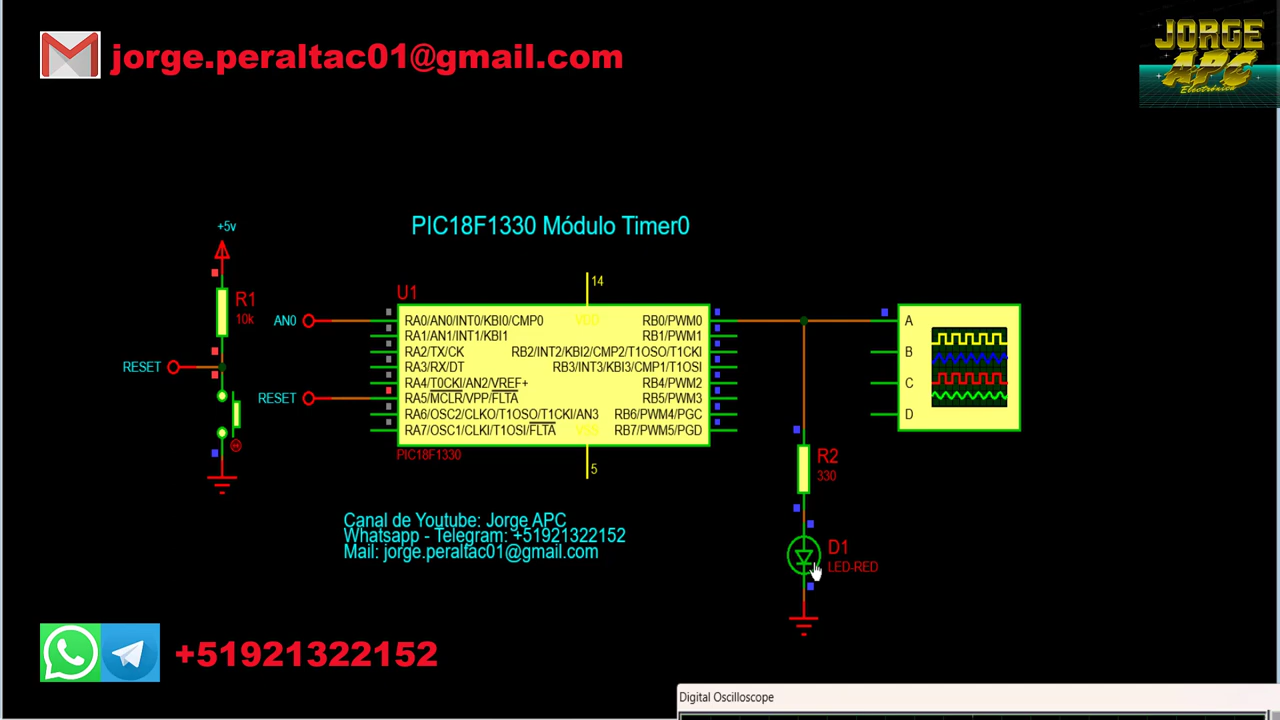 jorge.peraltac01@gmail.com
JORGE
APC
Electrónica
PIC18F1330 Módulo Timer0
+5v
R1
10k
RESET
AN0
RESET
U1
14
VDD
RA0/AN0/INT0/KBI0/CMP0
RA1/AN1/INT1/KBI1
RA2/TX/CK
RA3/RX/DT
RA4/T0CKI/AN2/VREF+
RA5/MCLR/VPP/FLTA
RA6/OSC2/CLKO/T1OSO/T1CKI/AN3
RA7/OSC1/CLKI/T1OSI/FLTA
RB0/PWM0
RB1/PWM1
RB2/INT2/KBI2/CMP2/T1OSO/T1CKI
RB3/INT3/KBI3/CMP1/T1OSI
RB4/PWM2
RB5/PWM3
RB6/PWM4/PGC
RB7/PWM5/PGD
VSS
PIC18F1330
5
A
B
C
D
R2
330
D1
LED-RED
Canal de Youtube: Jorge APC
Whatsapp - Telegram: +51921322152
Mail: jorge.peraltac01@gmail.com
+51921322152
Digital Oscilloscope